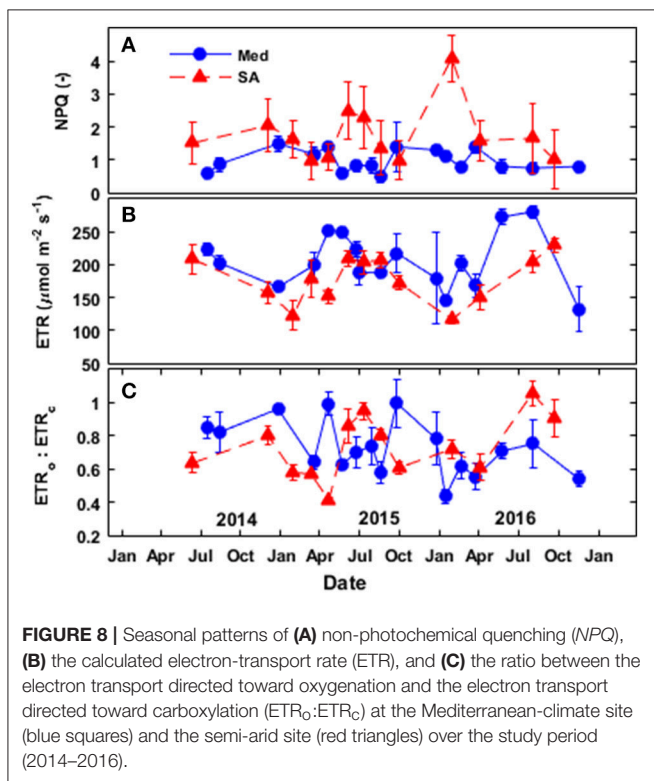 A
Med
SA
NPQ (-)
4
3
2
1
0
B
ETR (μmol m⁻² s⁻¹)
250
200
150
100
50
C
ETRₒ : ETR꜀
1
0.8
0.6
0.4
0.2
2014 2015 2016
Jan Apr Jul Oct Jan Apr Jul Oct Jan Apr Jul Oct Jan
Date
FIGURE 8 | Seasonal patterns of (A) non-photochemical quenching (NPQ),
(B) the calculated electron-transport rate (ETR), and (C) the ratio between the
electron transport directed toward oxygenation and the electron transport
directed toward carboxylation (ETRₒ:ETR꜀) at the Mediterranean-climate site
(blue squares) and the semi-arid site (red triangles) over the study period
(2014–2016).